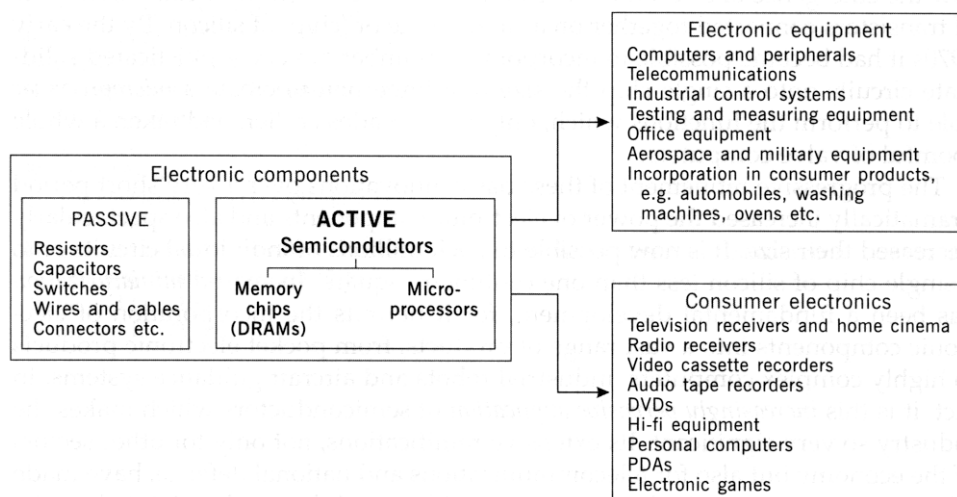 Electronic components
PASSIVE
Resistors
Capacitors
Switches
Wires and cables
Connectors etc.
ACTIVE
Semiconductors
Memory
chips
(DRAMs)
Micro-
processors
Electronic equipment
Computers and peripherals
Telecommunications
Industrial control systems
Testing and measuring equipment
Office equipment
Aerospace and military equipment
Incorporation in consumer products,
e.g. automobiles, washing
machines, ovens etc.
Consumer electronics
Television receivers and home cinema
Radio receivers
Video cassette recorders
Audio tape recorders
DVDs
Hi-fi equipment
Personal computers
PDAs
Electronic games